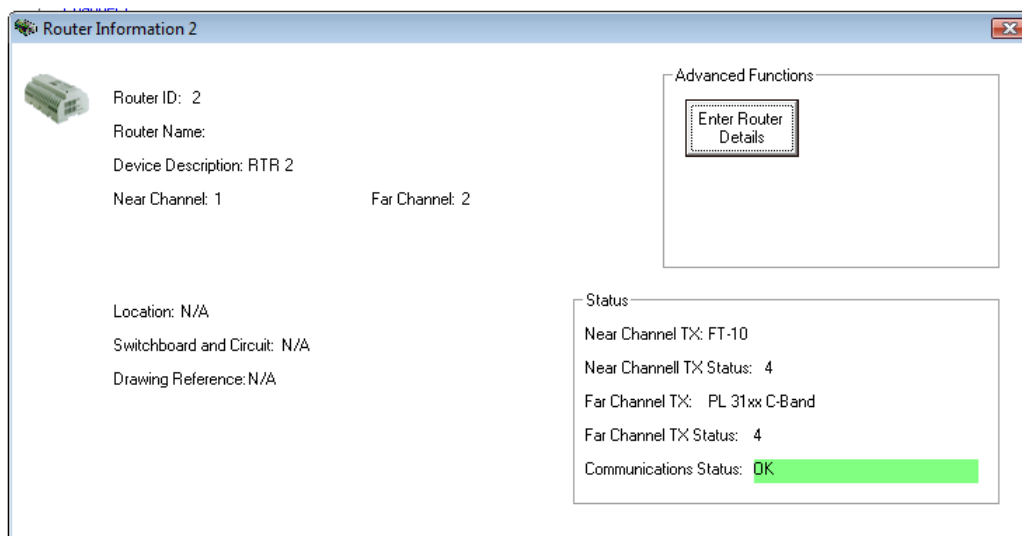 Router Information 2
Router ID: 2
Router Name:
Device Description: RTR 2
Near Channel: 1 Far Channel: 2
Location: N/A
Switchboard and Circuit: N/A
Drawing Reference: N/A
Advanced Functions
Enter Router
Details
Status
Near Channel TX: FT-10
Near Channell TX Status: 4
Far Channel TX: PL 31xx C-Band
Far Channel TX Status: 4
Communications Status: OK